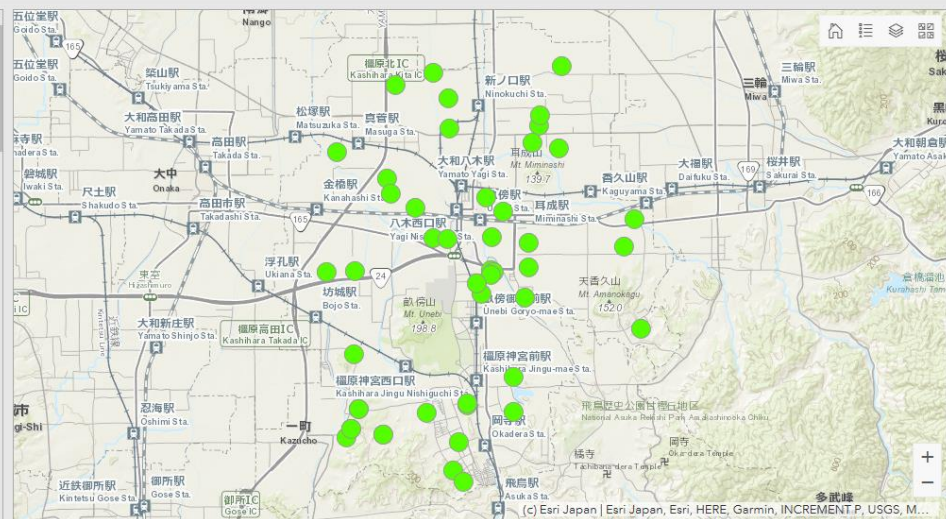 五位堂駅
Goido Sta.
165
Nango
五位堂駅
Goido Sta.
築山駅
Tsukiyama Sta.
橿原北IC
Kashihara Kita IC
新ノ口駅
Ninokuchi Sta.
三輪駅
Miwa Sta.
三輪
Miwa
大和高田駅
Yamato Takada Sta.
松塚駅
Matsuzuka Sta.
真菅駅
Masuga Sta.
高田駅
Takada Sta.
大和八木駅
Yamato Yagi Sta.
耳成山
Mt. Miminashi
139.7
大福駅
Daifuku Sta.
桜井駅
Sakurai Sta.
169
大和朝倉駅
166
磐城駅
Iwaki Sta.
大中
Onaka
尺土駅
Shakudo Sta.
高田市駅
Takadashi Sta.
金橋駅
Kanahashi Sta.
香久山駅
Kaguyama Sta.
耳成駅
Miminashi Sta.
165
八木西口駅
浮孔駅
Ukiana Sta.
24
坊城駅
Bojo Sta.
畝傍山
Mt. Unebi
198.8
Unebi Goryo-mae Sta.
天香久山
Mt. Amanokagu
152.0
倉橋溜池
大和新庄駅
Yamato Shinjo Sta.
橿原高田IC
Kashihara Takada IC
橿原神宮前駅
Kashihara Jingu-mae Sta.
橿原神宮西口駅
Kashihara Jingu Nishiguchi Sta.
忍海駅
Oshimi Sta.
一町
Kazucho
岡寺駅
Okadera Sta.
飛鳥歴史公園甘樫丘地区
岡寺
Okadera Temple
橘寺
Tachibanadera Temple
近鉄御所駅
Kintetsu Gose Sta.
御所駅
Gose Sta.
御所IC
Gose IC
飛鳥駅
Asuka Sta.
多武峰
+
−
(c) Esri Japan | Esri Japan, Esri, HERE, Garmin, INCREMENT P, USGS, M...